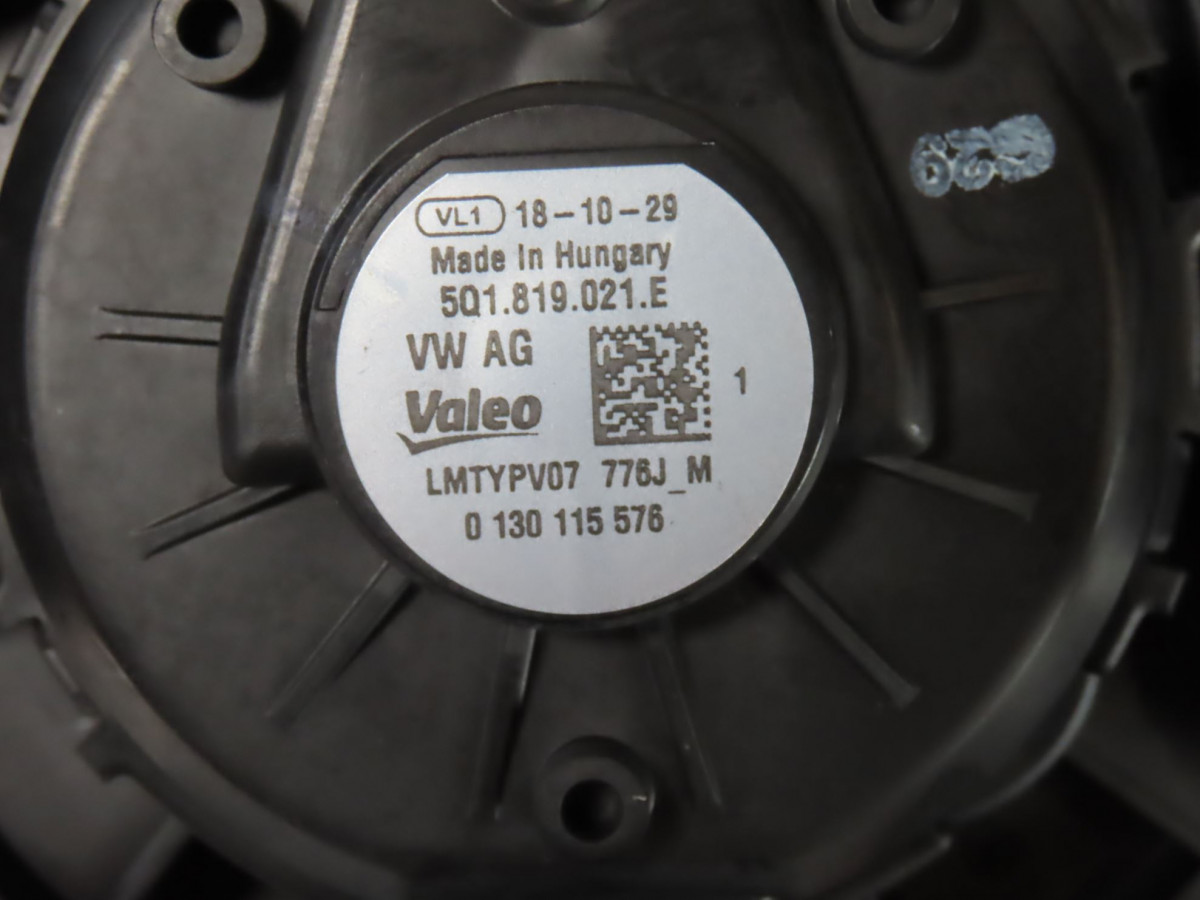 VL1 18-10-29
Made In Hungary
5Q1.819.021.E
VW AG
Valeo
1
LMTYPV07 776J_M
0 130 115 576